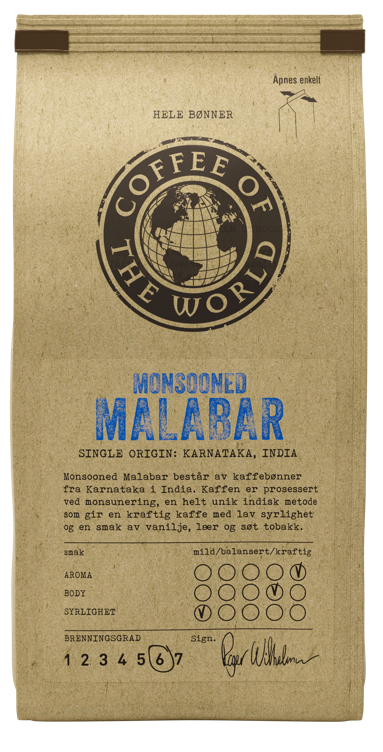 Åpnes enkelt
HELE BØNNER
COFFEE OF
THE WORLD
MONSOONED
MALABAR
SINGLE ORIGIN: KARNATAKA, INDIA
Monsooned Malabar består av kaffebønner
fra Karnataka i India. Kaffen er prosessert
ved monsunering, en helt unik indisk metode
som gir en kraftig kaffe med lav syrlighet
og en smak av vanilje, lær og søt tobakk.
smak mild/balansert/kraftig
AROMA
BODY
SYRLIGHET
BRENNINGSGRAD Sign.
1 2 3 4 5 6 7 Roger Wilhelmsen